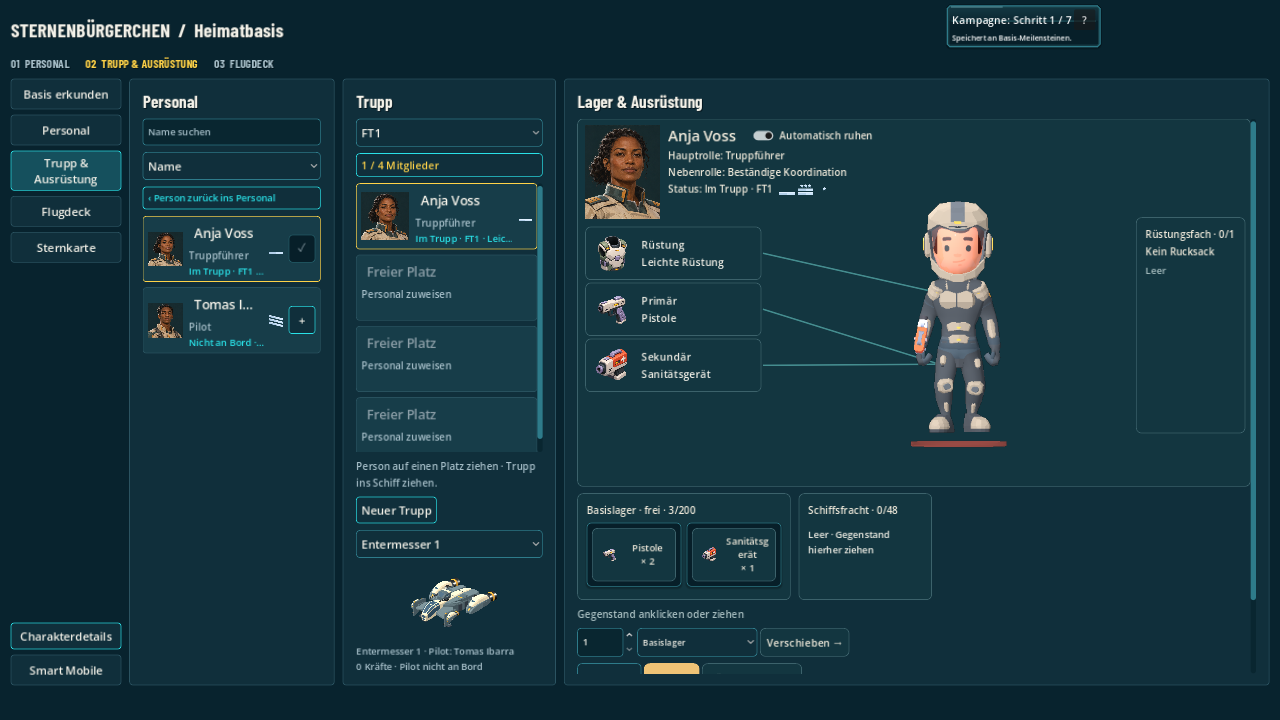 STERNENBÜRGERCHEN / Heimatbasis
Kampagne: Schritt 1 / 7 ?
Speichert an Basis-Meilensteinen.
01 PERSONAL 02 TRUPP & AUSRÜSTUNG 03 FLUGDECK
Basis erkunden
Personal
Trupp &
Ausrüstung
Flugdeck
Sternkarte
Charakterdetails
Smart Mobile
Personal
Name suchen
Name
‹ Person zurück ins Personal
Anja Voss
Truppführer
Im Trupp · FT1 ...
✓
Tomas I...
Pilot
Nicht an Bord ·...
+
Trupp
FT1
1 / 4 Mitglieder
Anja Voss
Truppführer
Im Trupp · FT1 · Leic...
Freier Platz
Personal zuweisen
Freier Platz
Personal zuweisen
Freier Platz
Personal zuweisen
Person auf einen Platz ziehen · Trupp
ins Schiff ziehen.
Neuer Trupp
Entermesser 1
Entermesser 1 · Pilot: Tomas Ibarra
0 Kräfte · Pilot nicht an Bord
Lager & Ausrüstung
Anja Voss
Automatisch ruhen
Hauptrolle: Truppführer
Nebenrolle: Beständige Koordination
Status: Im Trupp · FT1
Rüstung
Leichte Rüstung
Primär
Pistole
Sekundär
Sanitätsgerät
Rüstungsfach · 0/1
Kein Rucksack
Leer
Basislager · frei · 3/200
Pistole
× 2
Sanitätsg
erät
× 1
Schiffsfracht · 0/48
Leer · Gegenstand
hierher ziehen
Gegenstand anklicken oder ziehen
1
Basislager
Verschieben →